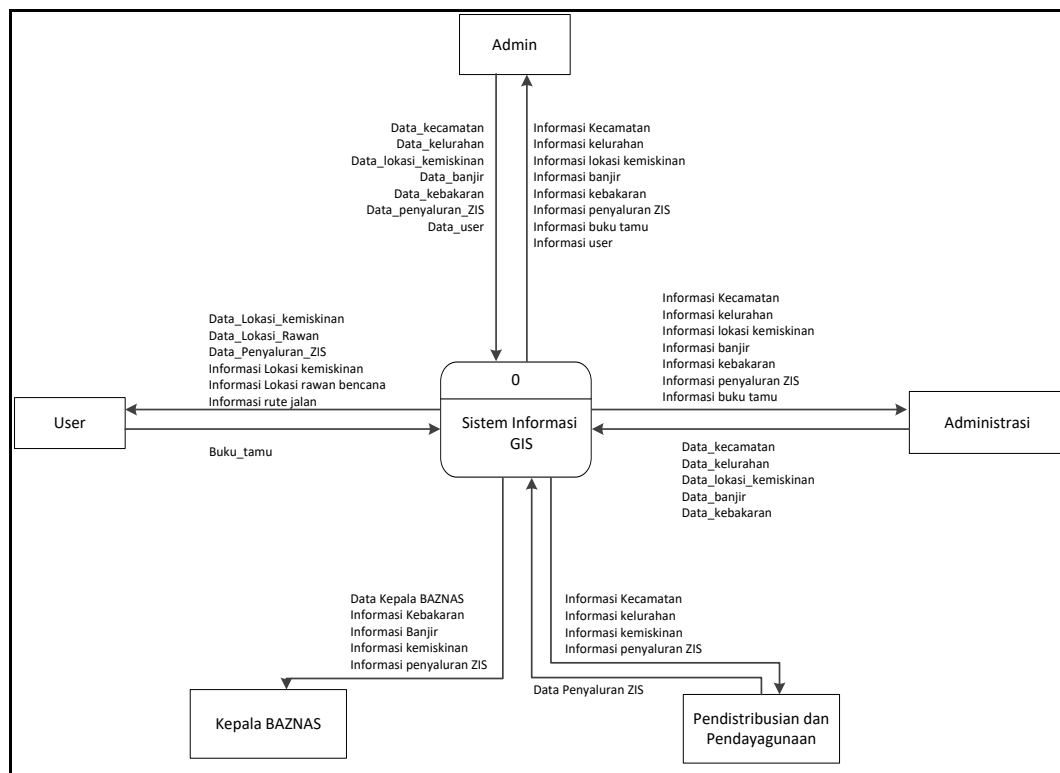 Admin
Data_kecamatan
Data_kelurahan
Data_lokasi_kemiskinan
Data_banjir
Data_kebakaran
Data_penyaluran_ZIS
Data_user
Informasi Kecamatan
Informasi kelurahan
Informasi lokasi kemiskinan
Informasi banjir
Informasi kebakaran
Informasi penyaluran ZIS
Informasi buku tamu
Informasi user
Data_Lokasi_kemiskinan
Data_Lokasi_Rawan
Data_Penyaluran_ZIS
Informasi Lokasi kemiskinan
Informasi Lokasi rawan bencana
Informasi rute jalan
User
Buku_tamu
0
Sistem Informasi
GIS
Informasi Kecamatan
Informasi kelurahan
Informasi lokasi kemiskinan
Informasi banjir
Informasi kebakaran
Informasi penyaluran ZIS
Informasi buku tamu
Administrasi
Data_kecamatan
Data_kelurahan
Data_lokasi_kemiskinan
Data_banjir
Data_kebakaran
Data Kepala BAZNAS
Informasi Kebakaran
Informasi Banjir
Informasi kemiskinan
Informasi penyaluran ZIS
Kepala BAZNAS
Informasi Kecamatan
Informasi kelurahan
Informasi kemiskinan
Informasi penyaluran ZIS
Data Penyaluran ZIS
Pendistribusian dan
Pendayagunaan